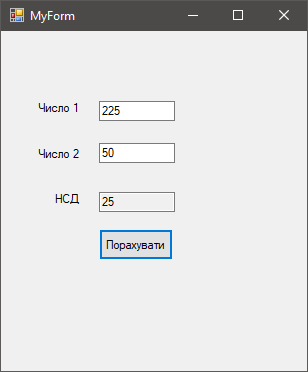 MyForm
Число 1 225
Число 2 50
НСД 25
Порахувати